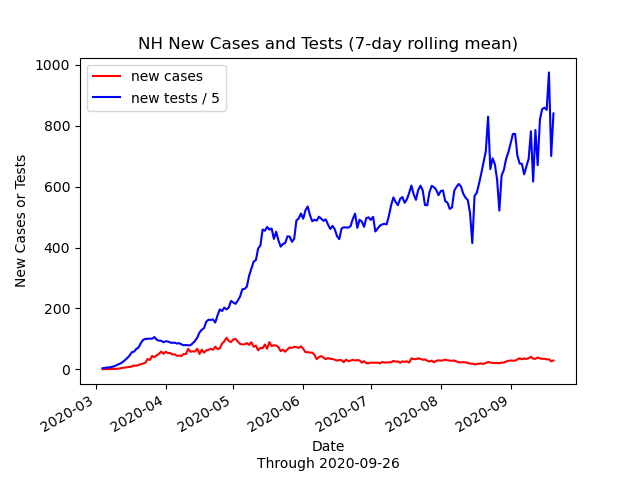 NH New Cases and Tests (7-day rolling mean)
new cases
new tests / 5
New Cases or Tests
1000
800
600
400
200
0
2020-03
2020-04
2020-05
2020-06
2020-07
2020-08
2020-09
Date
Through 2020-09-26